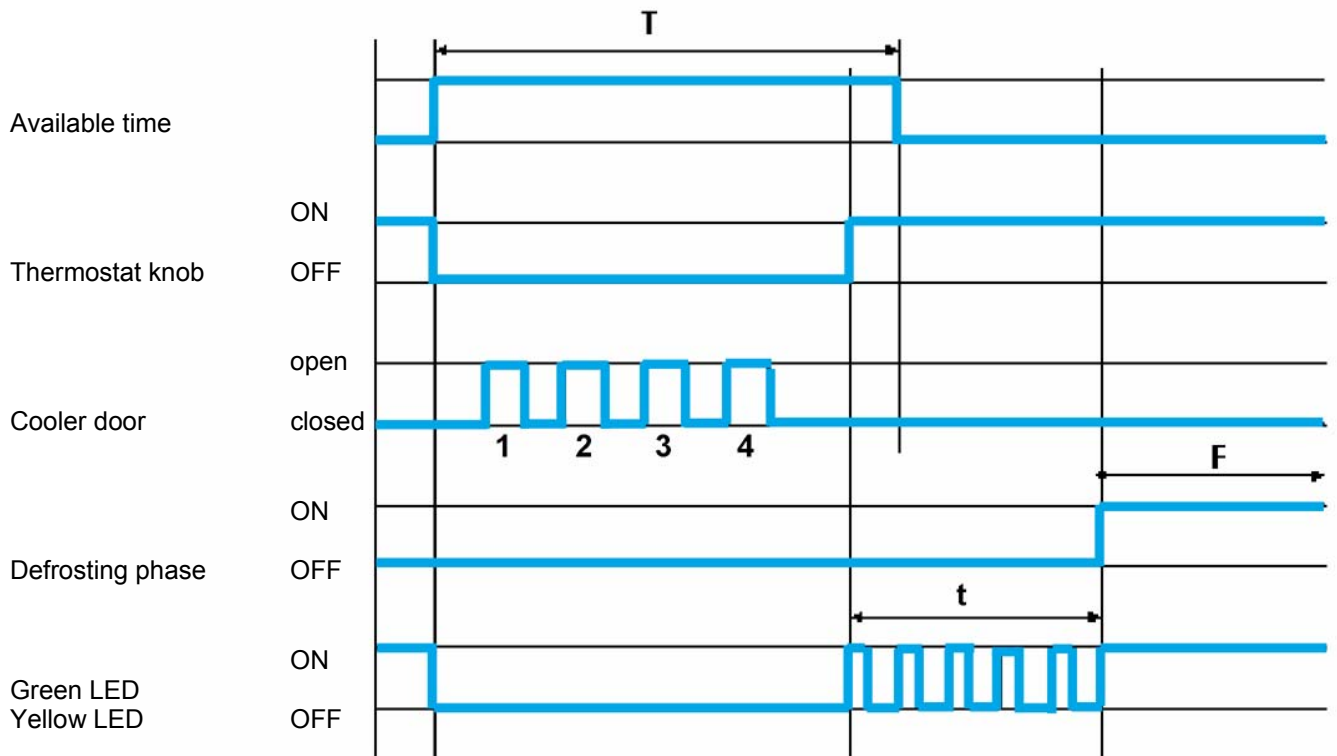 T
Available time
ON
Thermostat knob OFF
open
Cooler door closed
1 2 3 4
F
ON
Defrosting phase OFF
t
ON
Green LED
Yellow LED OFF